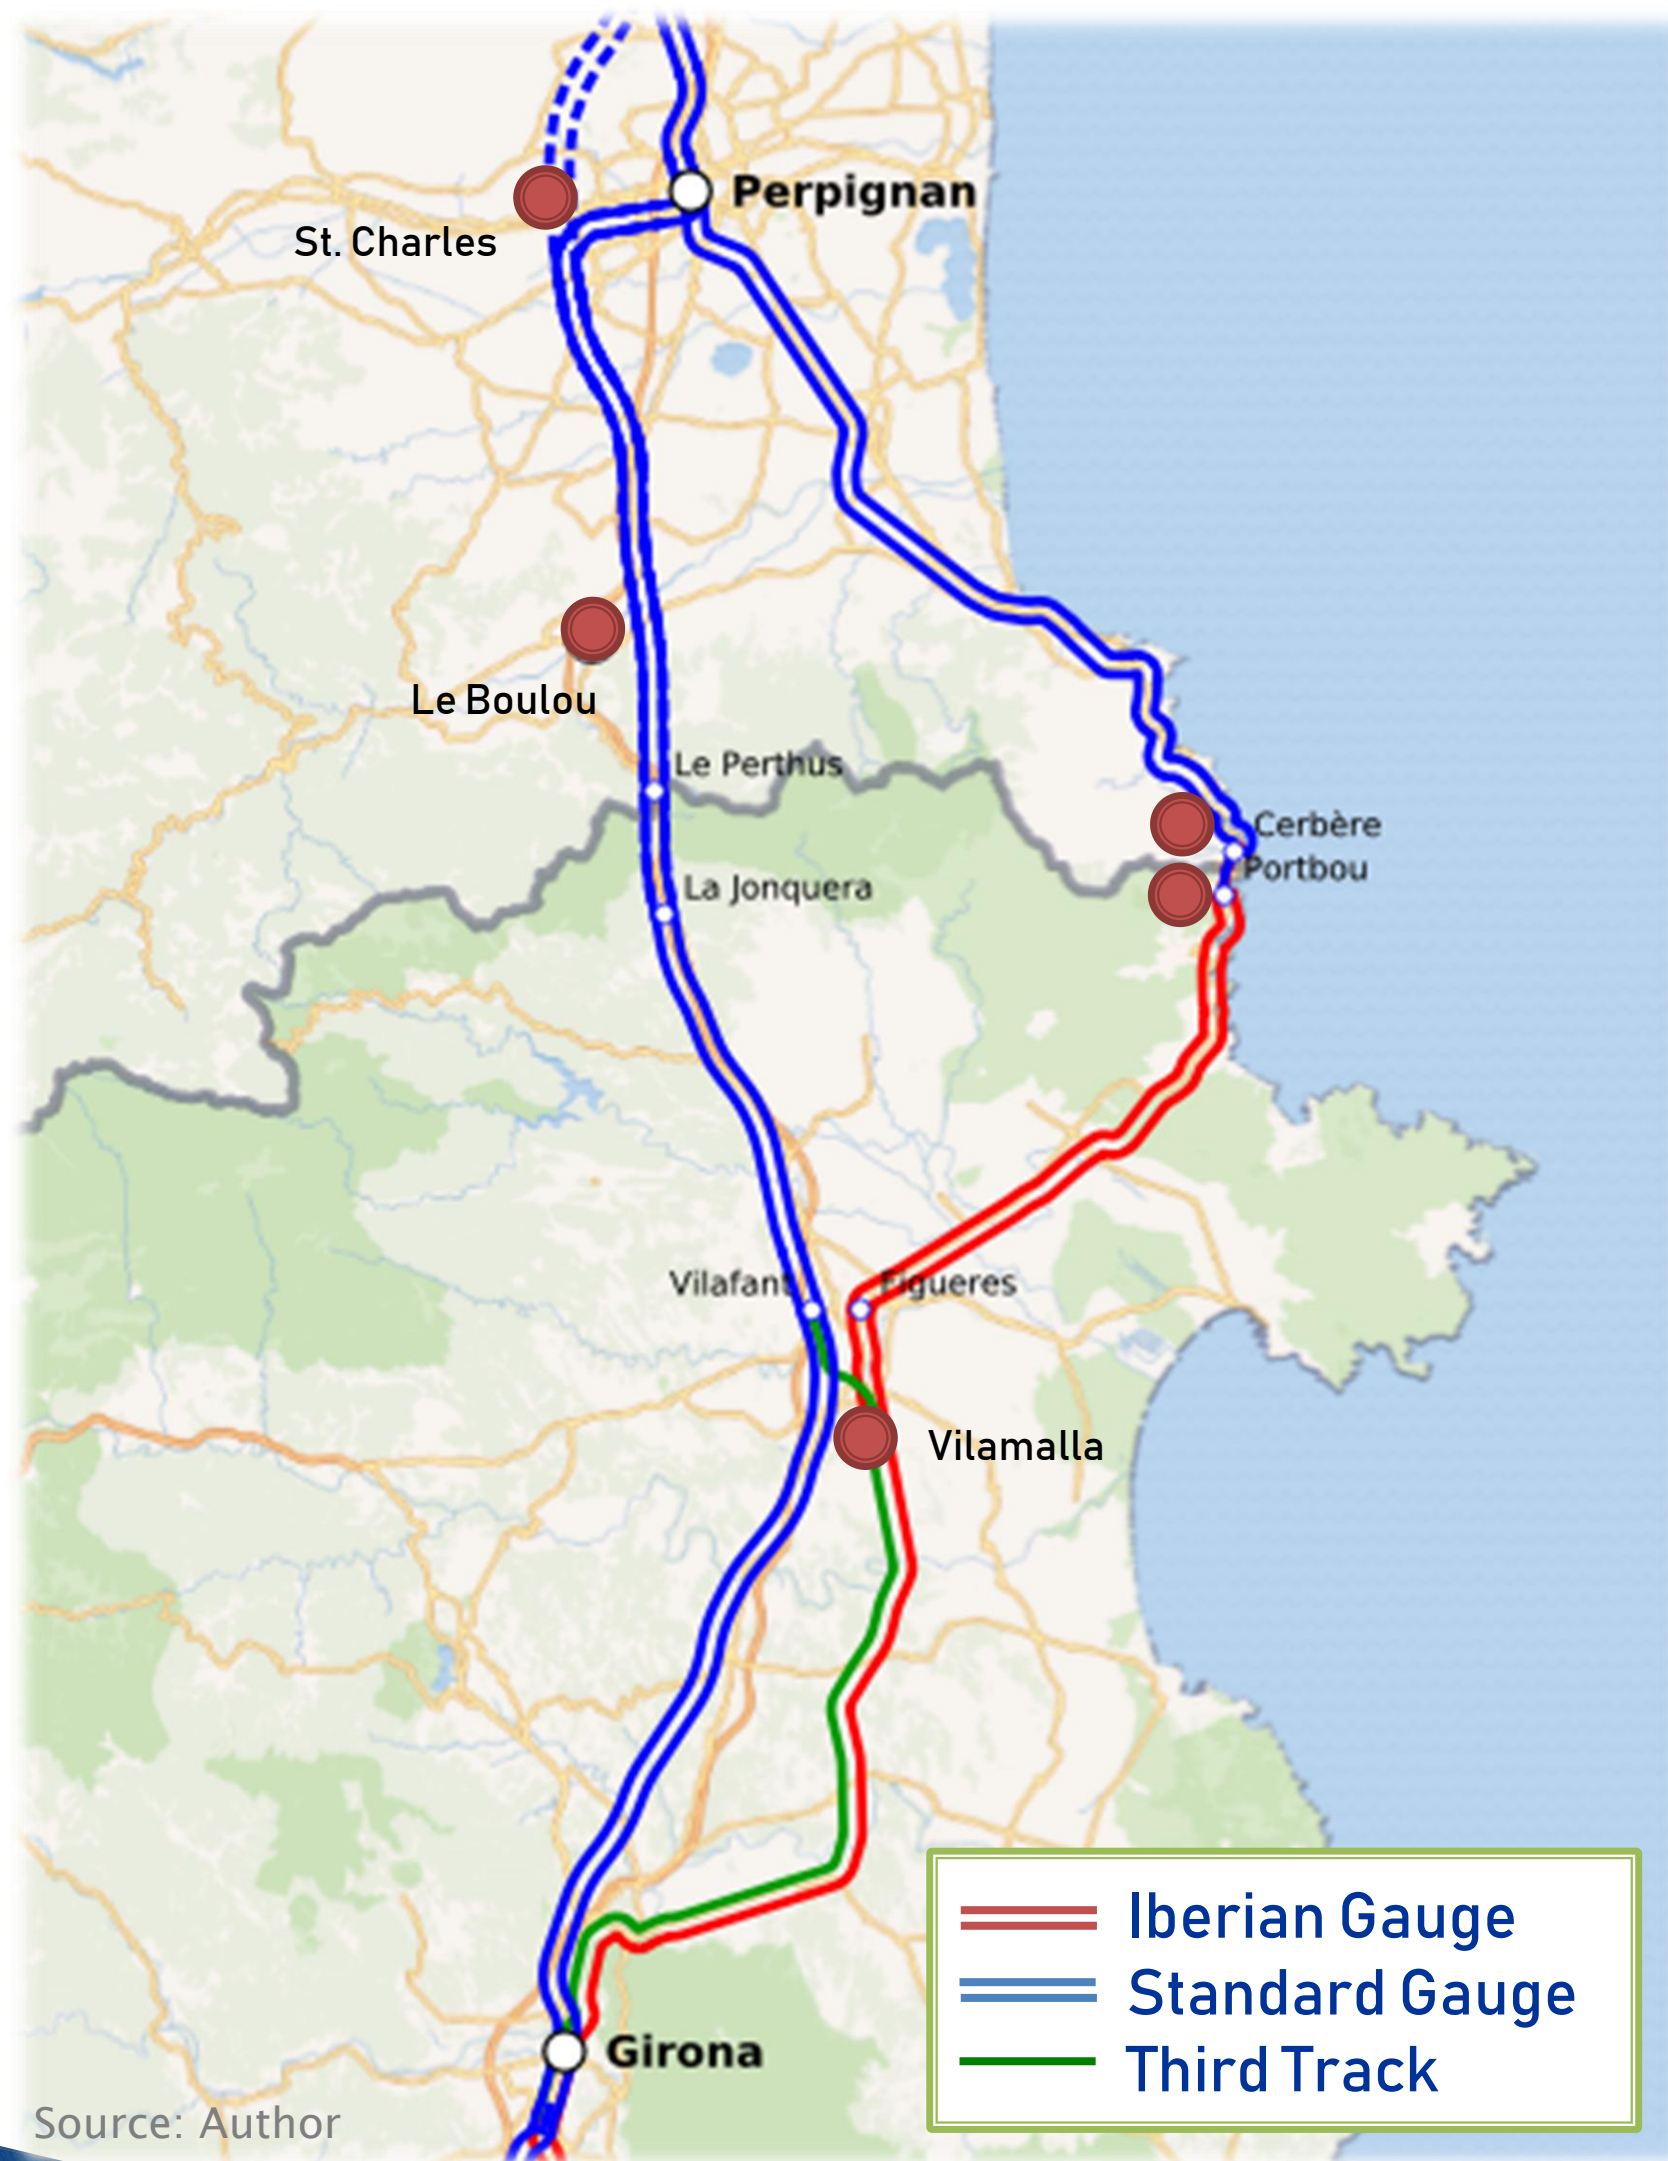 Perpignan
St. Charles
Le Boulou
Le Perthus
Cerbère
Portbou
La Jonquera
Vilafant
Figueres
Vilamalla
Iberian Gauge
Standard Gauge
Third Track
Girona
Source: Author